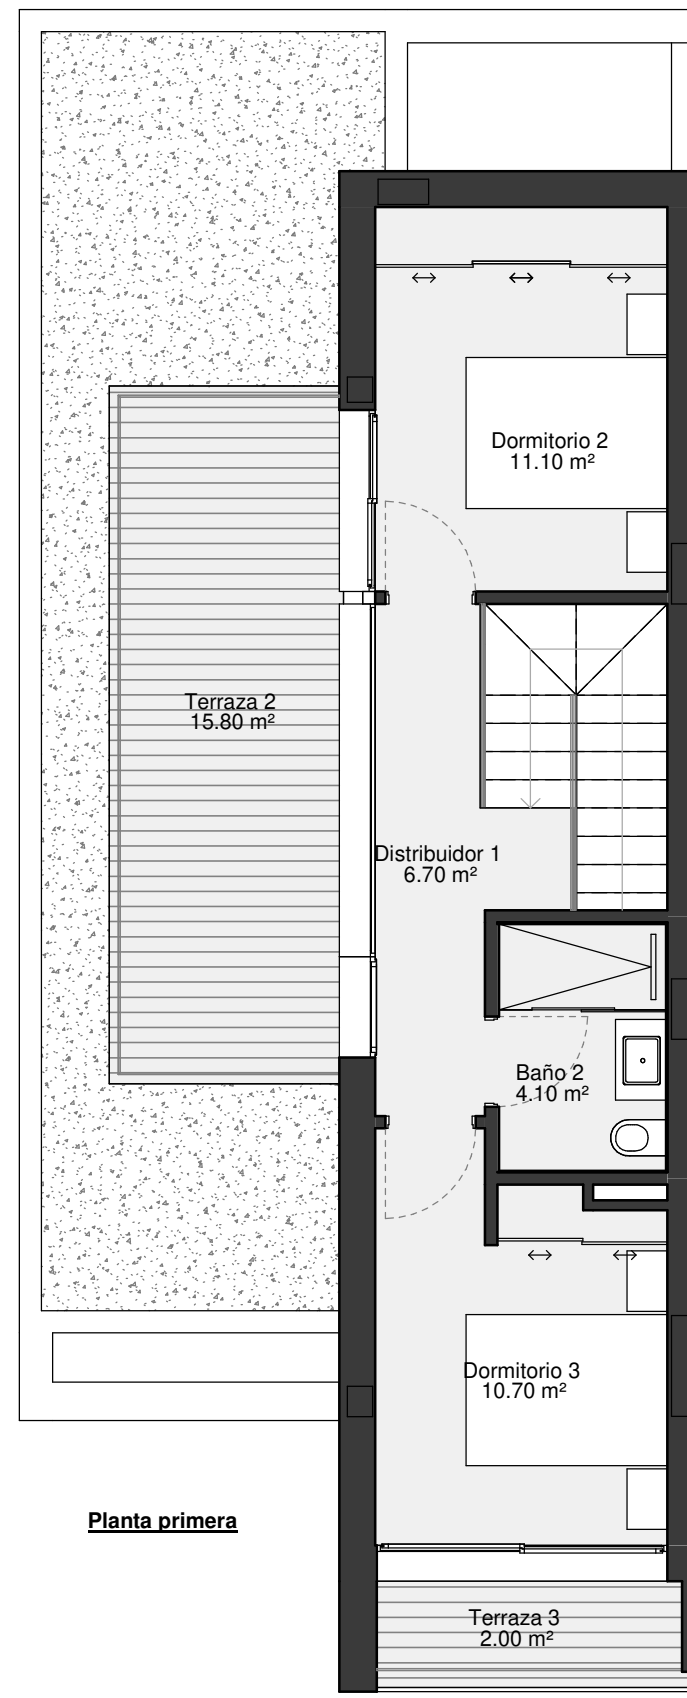 Dormitorio 2
11.10 m²
Terraza 2
15.80 m²
Distribuidor 1
6.70 m²
Baño 2
4.10 m²
Dormitorio 3
10.70 m²
Planta primera
Terraza 3
2.00 m²